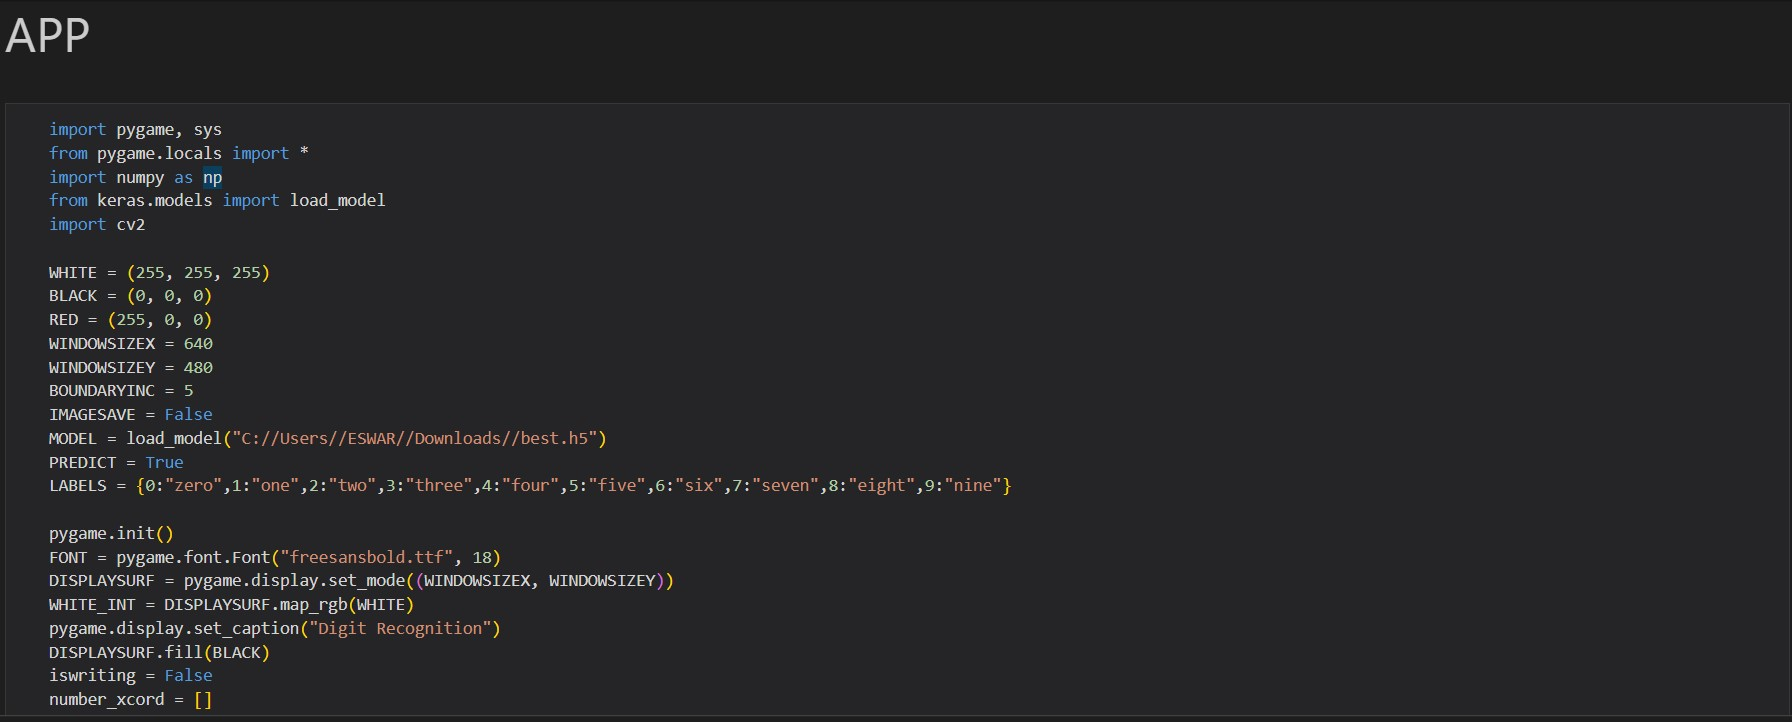 APP
import pygame, sys
from pygame.locals import *
import numpy as np
from keras.models import load_model
import cv2
WHITE = (255, 255, 255)
BLACK = (0, 0, 0)
RED = (255, 0, 0)
WINDOWSIZEX = 640
WINDOWSIZEY = 480
BOUNDARYINC = 5
IMAGESAVE = False
MODEL = load_model("C://Users//ESWAR//Downloads//best.h5")
PREDICT = True
LABELS = {0:"zero",1:"one",2:"two",3:"three",4:"four",5:"five",6:"six",7:"seven",8:"eight",9:"nine"}
pygame.init()
FONT = pygame.font.Font("freesansbold.ttf", 18)
DISPLAYSURF = pygame.display.set_mode((WINDOWSIZEX, WINDOWSIZEY))
WHITE_INT = DISPLAYSURF.map_rgb(WHITE)
pygame.display.set_caption("Digit Recognition")
DISPLAYSURF.fill(BLACK)
iswriting = False
number_xcord = []